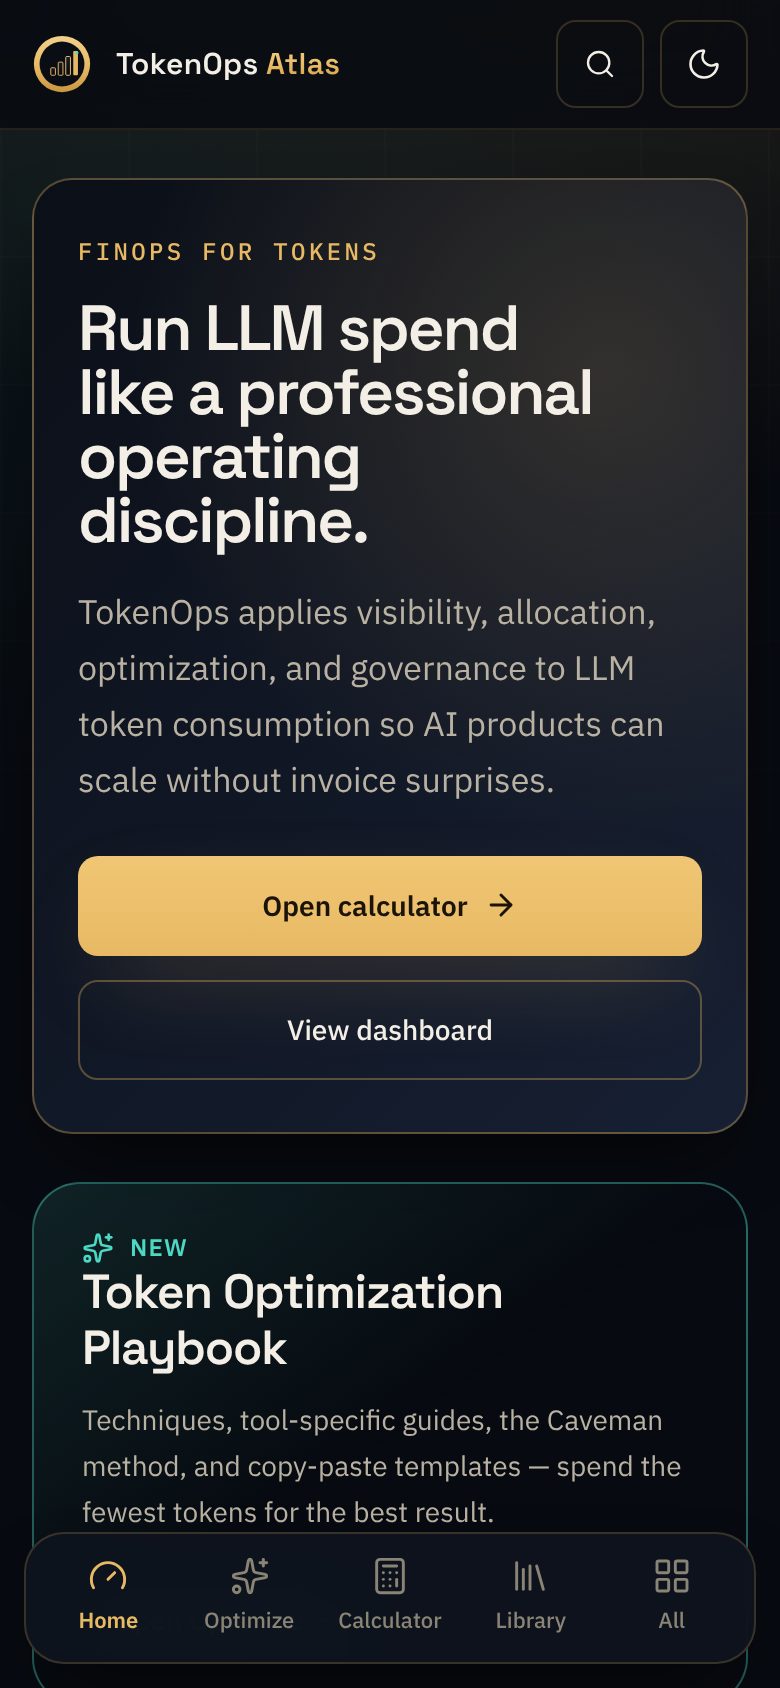 TokenOps Atlas
FINOPS FOR TOKENS
Run LLM spend
like a professional
operating
discipline.
TokenOps applies visibility, allocation,
optimization, and governance to LLM
token consumption so AI products can
scale without invoice surprises.
Open calculator →
View dashboard
NEW
Token Optimization
Playbook
Techniques, tool-specific guides, the Caveman
method, and copy-paste templates — spend the
fewest tokens for the best result.
Home Optimize Calculator Library All